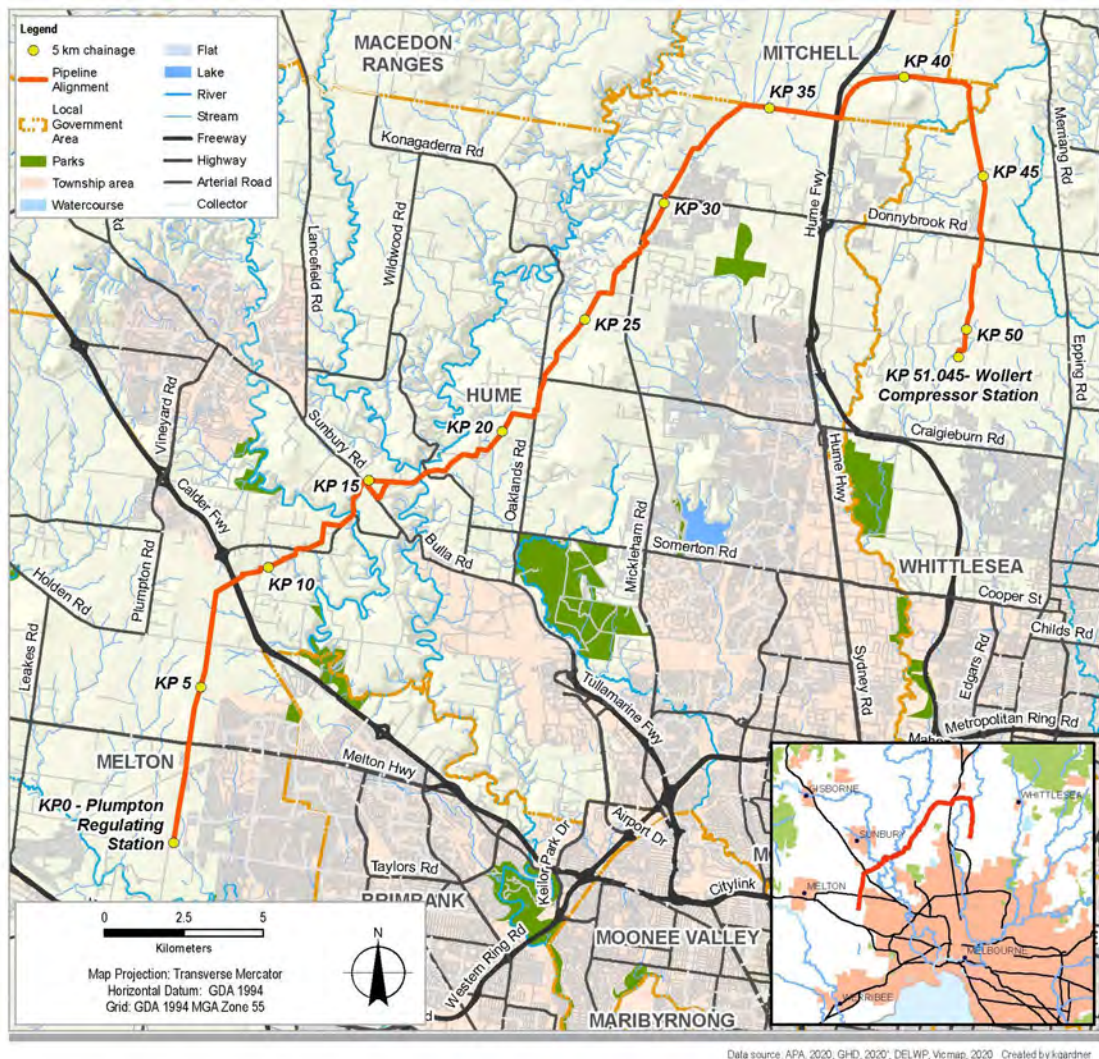 Legend
5 km chainage
Pipeline
Alignment
Local
Government
Area
Parks
Township area
Watercourse
Flat
Lake
River
Stream
Freeway
Highway
Arterial Road
Collector
MACEDON
RANGES
MITCHELL
KP 40
KP 35
Konagaderra Rd
Merriang Rd
KP 45
Lancefield Rd
Wildwood Rd
KP 30
Hume Fwy
Donnybrook Rd
KP 25
KP 50
KP 51.045- Wollert
Compressor Station
Epping Rd
Vineyard Rd
HUME
Sunbury Rd
KP 20
Oaklands Rd
Craigieburn Rd
Hume Hwy
KP 15
Calder Fwy
Mickleham Rd
Plumpton Rd
Bulla Rd
Somerton Rd
WHITTLESEA
Holden Rd
KP 10
Cooper St
Childs Rd
Leakes Rd
KP 5
Sydney Rd
Edgars Rd
Tullamarine Fwy
Metropolitan Ring Rd
MELTON
Melton Hwy
KP0 - Plumpton
Regulating
Station
Airport Dr
Keilor Park Dr
Taylors Rd
Citylink
BRIMBANK
MOONEE VALLEY
Western Ring Rd
MARIBYRNONG
0 2.5 5
Kilometers
N
Map Projection: Transverse Mercator
Horizontal Datum: GDA 1994
Grid: GDA 1994 MGA Zone 55
GISBORNE
WHITTLESEA
SUNBURY
MELTON
MELBOURNE
WERRIBEE
Data source: APA, 2020, GHD, 2020*, DELWP, Vicmap, 2020 Created by:kgardner